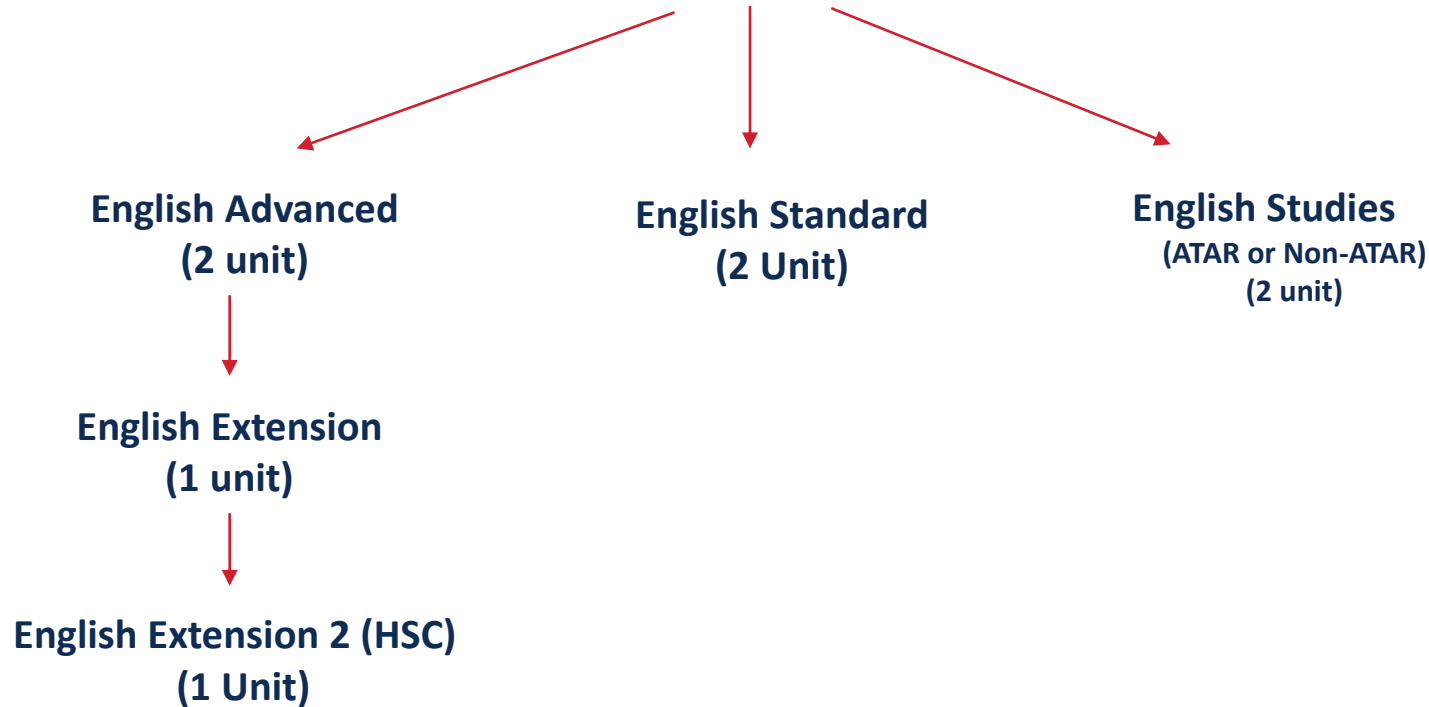 English Advanced
(2 unit)
English Standard
(2 Unit)
English Studies
(ATAR or Non-ATAR)
(2 unit)
English Extension
(1 unit)
English Extension 2 (HSC)
(1 Unit)